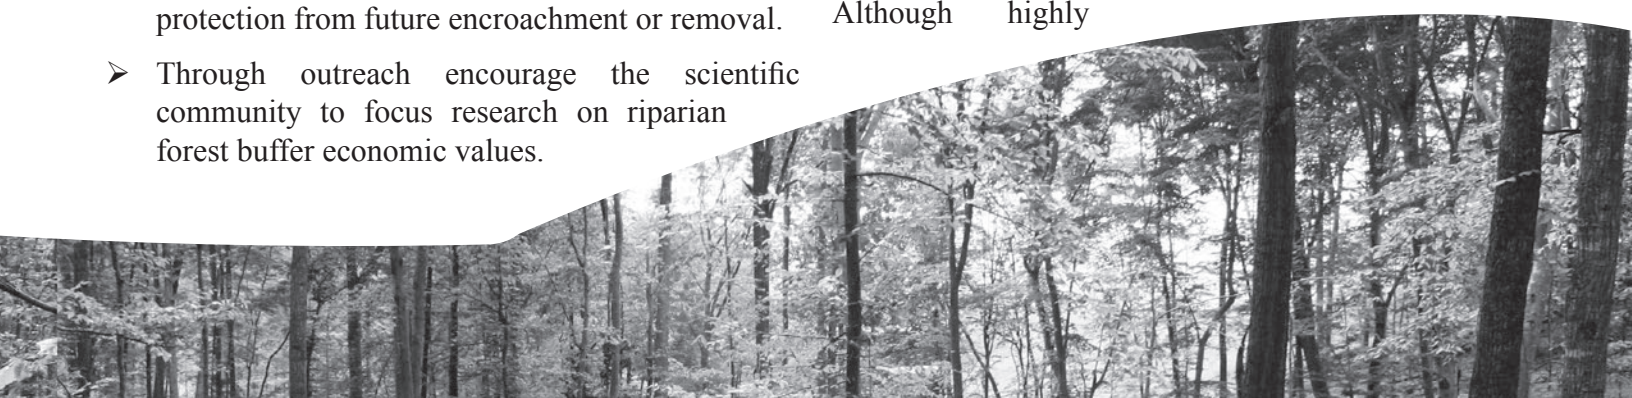 protection from future encroachment or removal.
➢ Through outreach encourage the scientific
community to focus research on riparian
forest buffer economic values.
Although highly